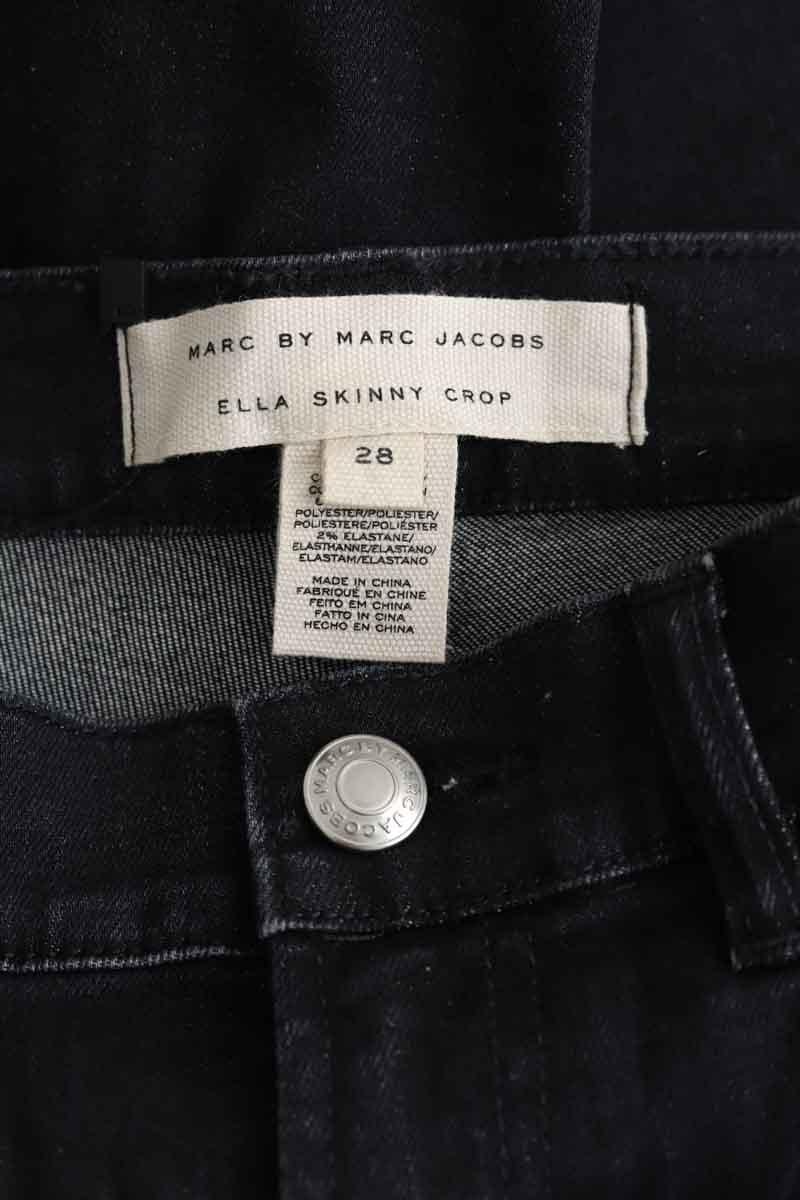 MARC BY MARC JACOBS
ELLA SKINNY CROP
28
POLYESTER/POLIESTER/
POLIESTERE/POLIÉSTER
2% ELASTANE/
ELASTHANNE/ELASTANO/
ELASTAM/ELASTANO
MADE IN CHINA
FABRIQUÉ EN CHINE
FEITO EM CHINA
FATTO IN CINA
HECHO EN CHINA
MARC BY MARC JACOBS